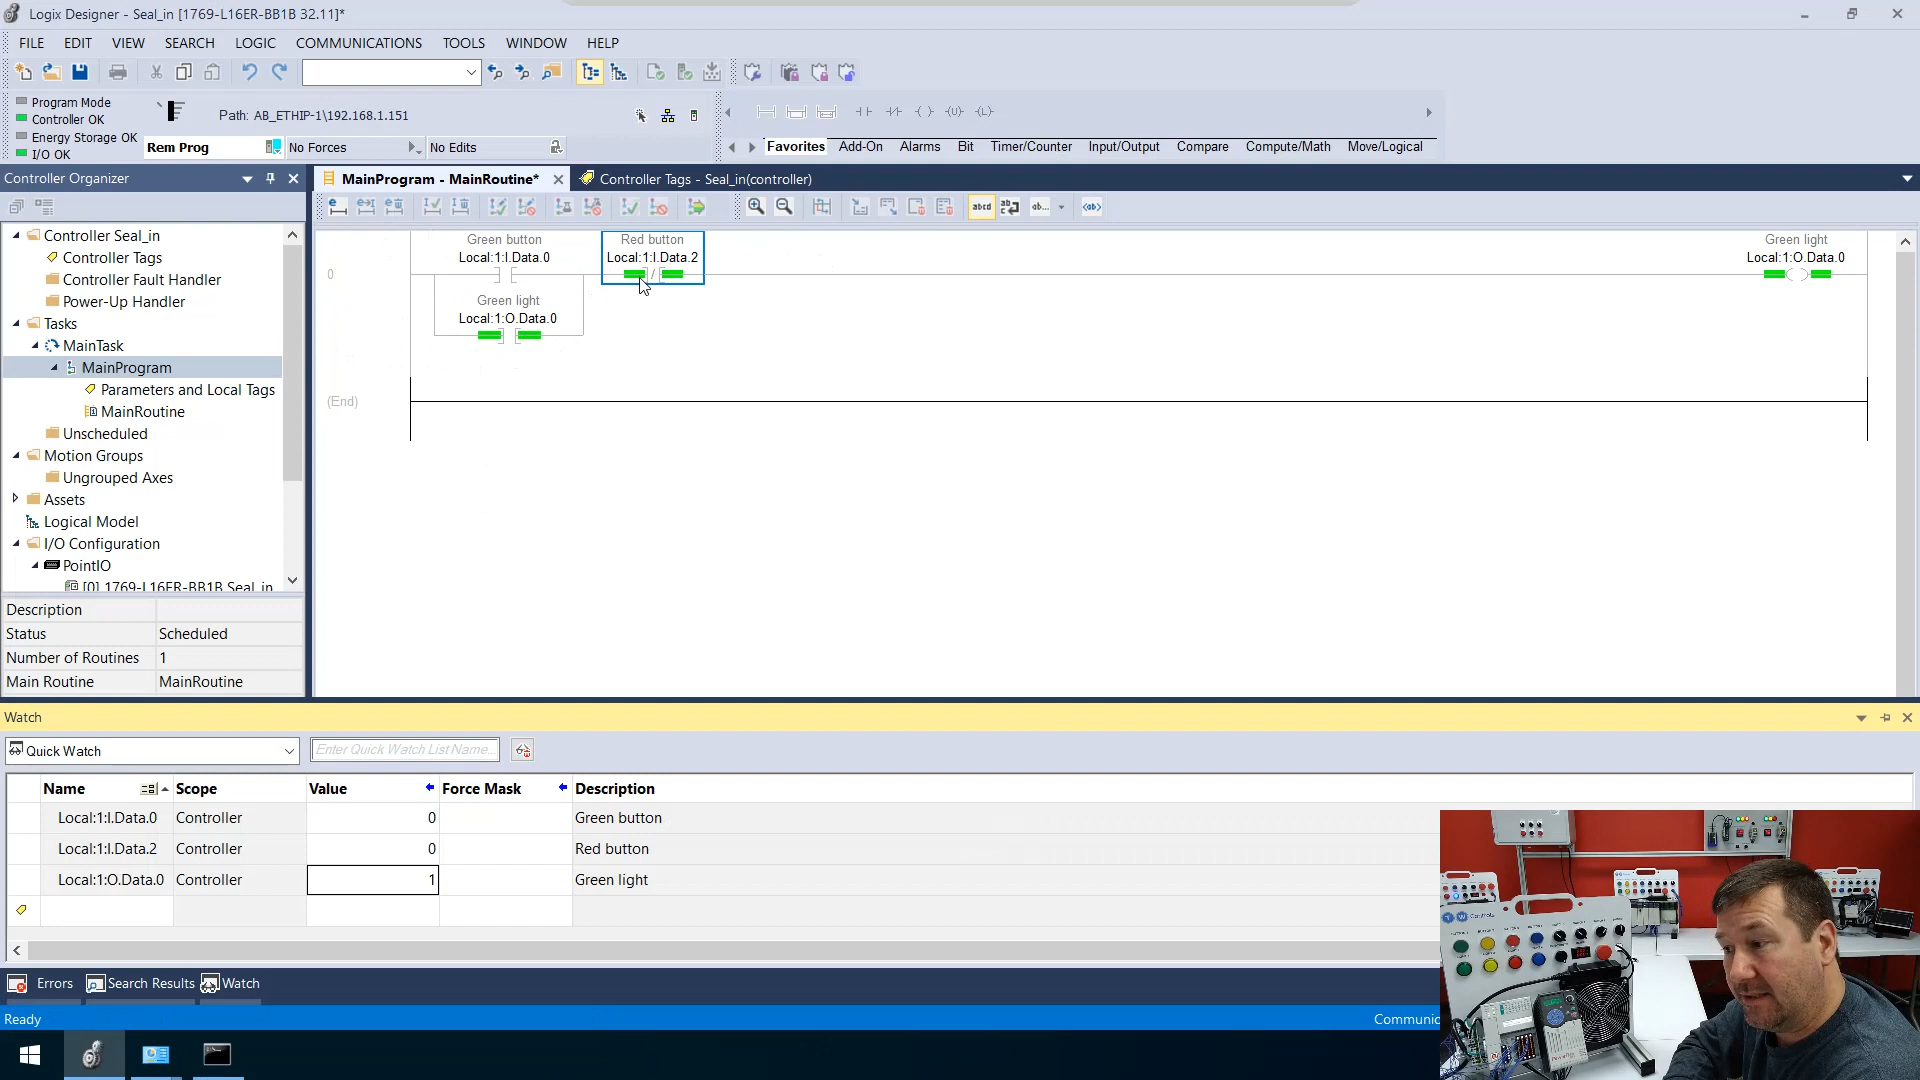 Logix Designer - Seal_in [1769-L16ER-BB1B 32.11]*
FILE EDIT VIEW SEARCH LOGIC COMMUNICATIONS TOOLS WINDOW HELP
Program Mode
Controller OK
Energy Storage OK
I/O OK
Path: AB_ETHIP-1\192.168.1.151
Rem Prog No Forces No Edits
Favorites Add-On Alarms Bit Timer/Counter Input/Output Compare Compute/Math Move/Logical
Controller Organizer
MainProgram - MainRoutine*
Controller Tags - Seal_in(controller)
abcd ab...
Controller Seal_in
Controller Tags
Controller Fault Handler
Power-Up Handler
Tasks
MainTask
MainProgram
Parameters and Local Tags
MainRoutine
Unscheduled
Motion Groups
Ungrouped Axes
Assets
Logical Model
I/O Configuration
PointIO
[0] 1769-L16ER-BB1B Seal_in
Description
Status Scheduled
Number of Routines 1
Main Routine MainRoutine
Green button
Local:1:I.Data.0
Red button
Local:1:I.Data.2
Green light
Local:1:O.Data.0
0
Green light
Local:1:O.Data.0
(End)
Watch
Quick Watch
Enter Quick Watch List Name...
Name Scope Value Force Mask Description
Local:1:I.Data.0 Controller 0 Green button
Local:1:I.Data.2 Controller 0 Red button
Local:1:O.Data.0 Controller 1 Green light
Errors Search Results Watch
Ready
Communic
T W Controls